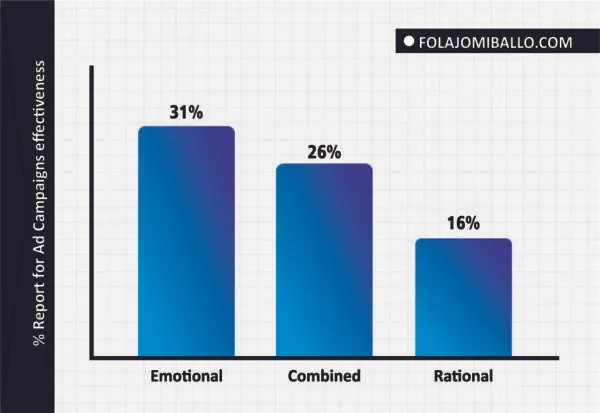 FOLAJOMIBALLO.COM
% Report for Ad Campaigns effectiveness
31%
26%
16%
Emotional
Combined
Rational